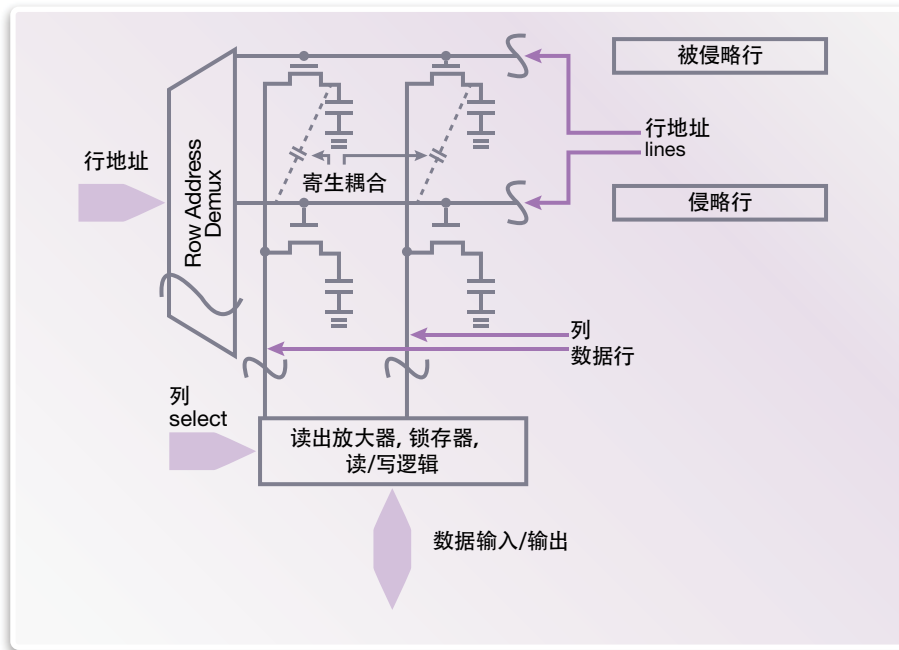 被侵略行
行地址
lines
行地址
Row Address
Demux
寄生耦合
侵略行
列
数据行
列
select
读出放大器, 锁存器,
读/写逻辑
数据输入/输出